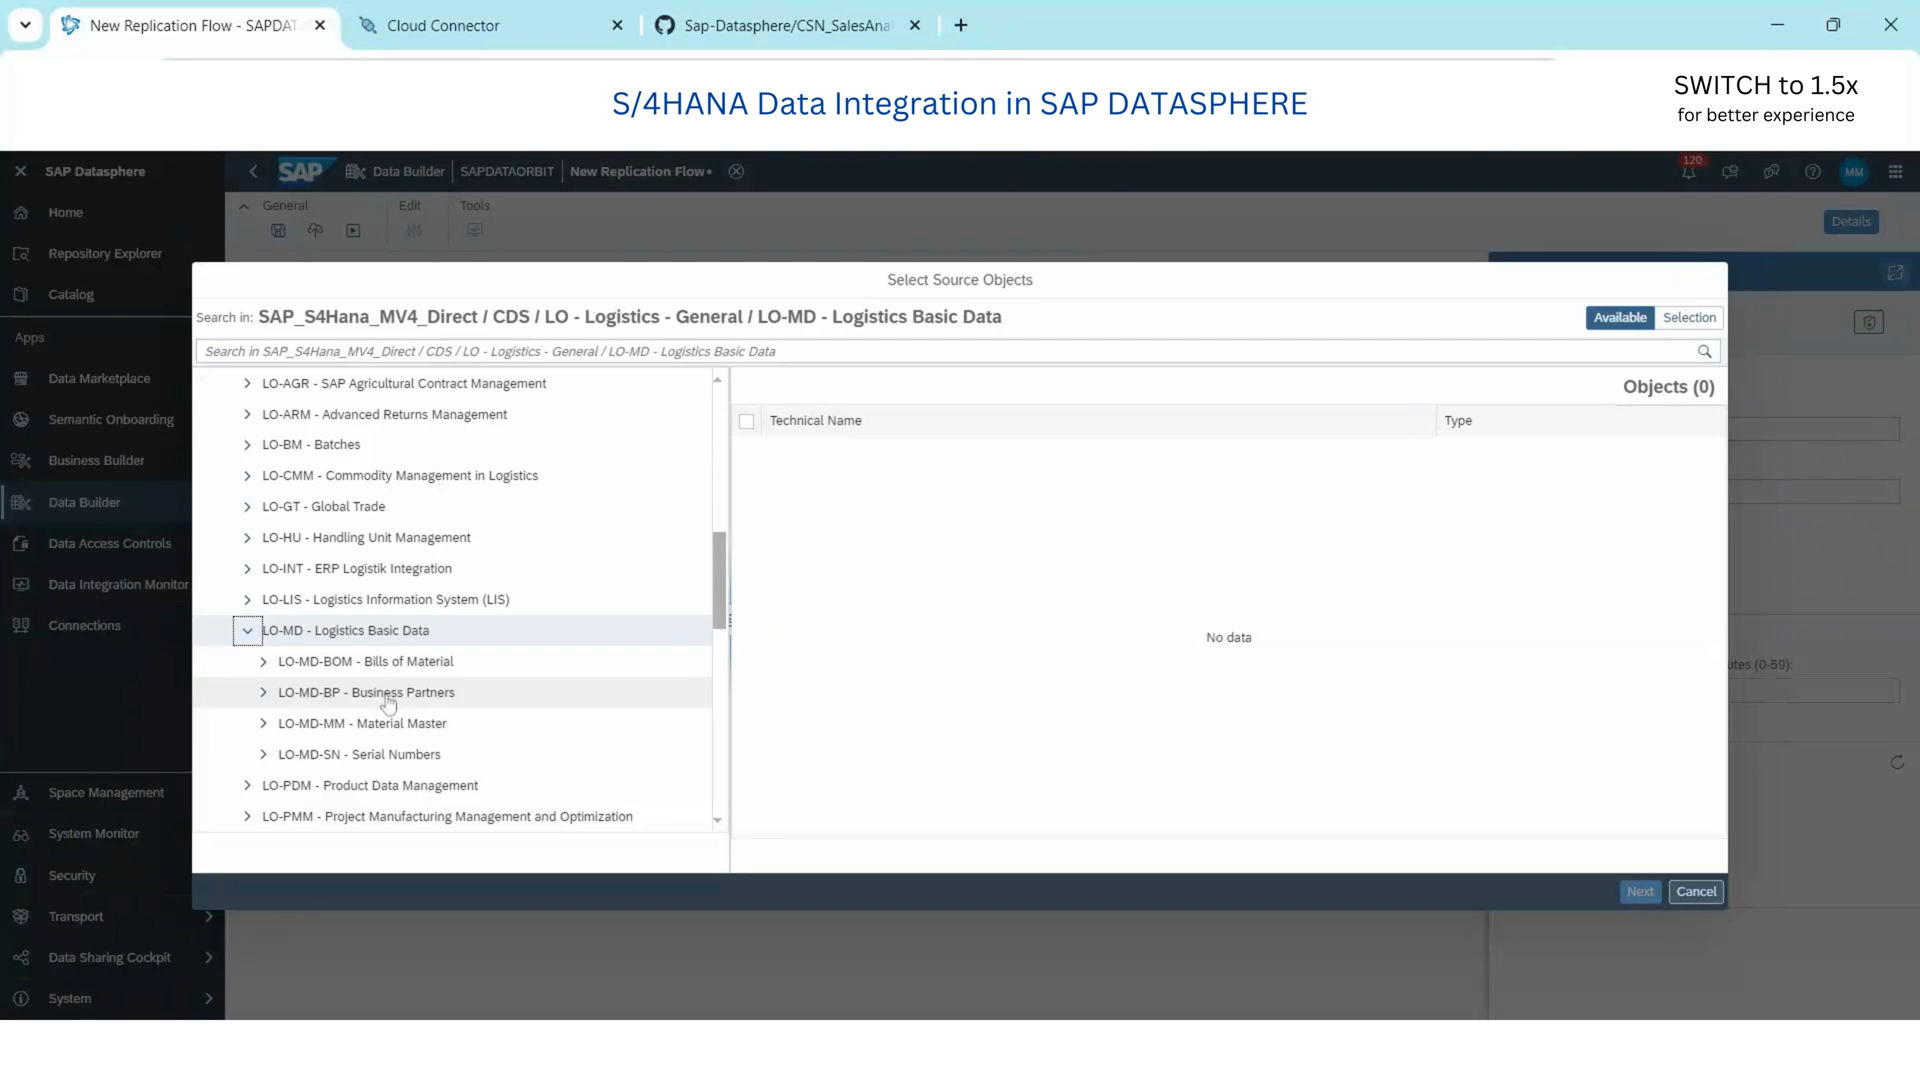 New Replication Flow - SAPDAT
Cloud Connector
Sap-Datasphere/CSN_SalesAna
S/4HANA Data Integration in SAP DATASPHERE
SWITCH to 1.5x
for better experience
SAP Datasphere
SAP
Data Builder
SAPDATAORBIT
New Replication Flow*
120
MM
Home
Repository Explorer
Catalog
Apps
Data Marketplace
Semantic Onboarding
Business Builder
Data Builder
Data Access Controls
Data Integration Monitor
Connections
Space Management
System Monitor
Security
Transport
Data Sharing Cockpit
System
General
Edit
Tools
Details
Select Source Objects
Search in: SAP_S4Hana_MV4_Direct / CDS / LO - Logistics - General / LO-MD - Logistics Basic Data
Available
Selection
Search in SAP_S4Hana_MV4_Direct / CDS / LO - Logistics - General / LO-MD - Logistics Basic Data
LO-AGR - SAP Agricultural Contract Management
LO-ARM - Advanced Returns Management
LO-BM - Batches
LO-CMM - Commodity Management in Logistics
LO-GT - Global Trade
LO-HU - Handling Unit Management
LO-INT - ERP Logistik Integration
LO-LIS - Logistics Information System (LIS)
LO-MD - Logistics Basic Data
LO-MD-BOM - Bills of Material
LO-MD-BP - Business Partners
LO-MD-MM - Material Master
LO-MD-SN - Serial Numbers
LO-PDM - Product Data Management
LO-PMM - Project Manufacturing Management and Optimization
Objects (0)
Technical Name
Type
No data
utes (0-59):
Next
Cancel